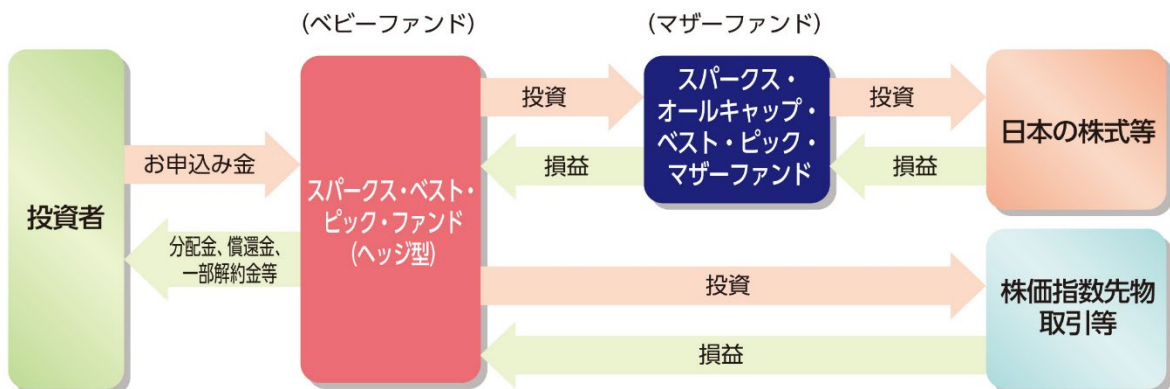 (ベビーファンド)
(マザーファンド)
投資者
お申込み金
分配金、償還金、
一部解約金等
スパークス・ベスト・
ピック・ファンド
(ヘッジ型)
投資
損益
スパークス・
オールキャップ・
ベスト・ピック・
マザーファンド
投資
損益
日本の株式等
投資
損益
株価指数先物
取引等